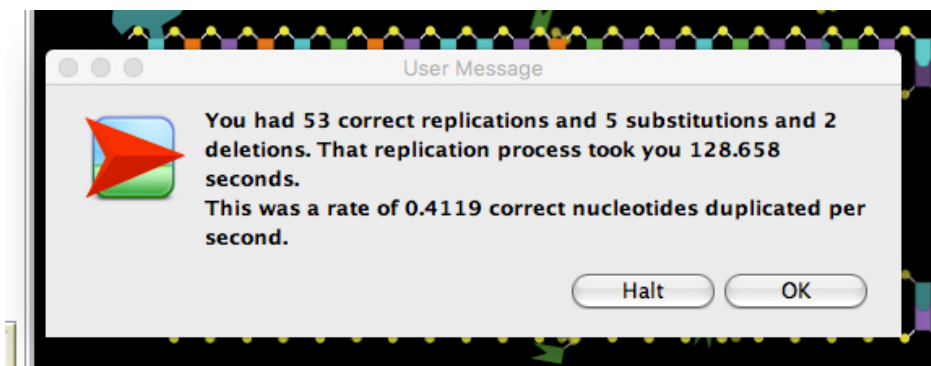 User Message
You had 53 correct replications and 5 substitutions and 2
deletions. That replication process took you 128.658
seconds.
This was a rate of 0.4119 correct nucleotides duplicated per
second.
Halt
OK